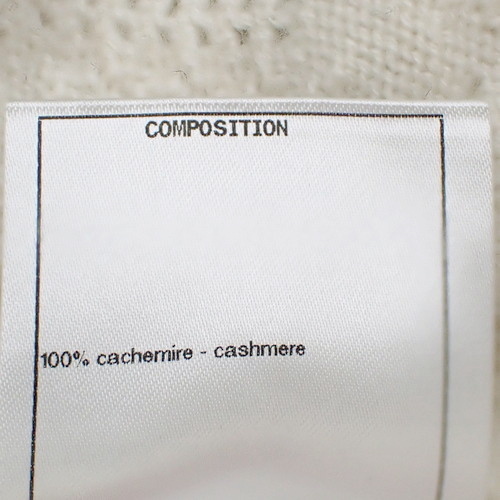 COMPOSITION
100% cachemire - cashmere